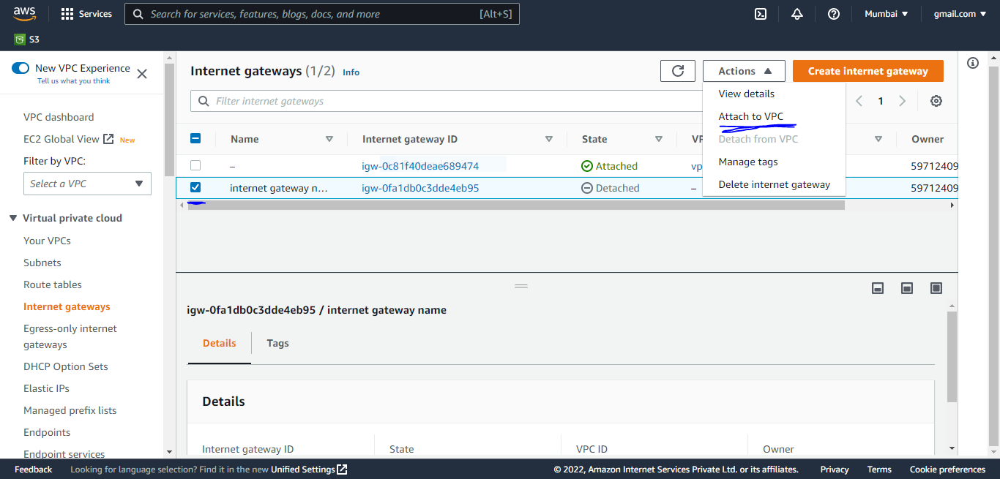 aws
Services
Search for services, features, blogs, docs, and more
[Alt+S]
Mumbai
gmail.com
S3
New VPC Experience
Tell us what you think
VPC dashboard
EC2 Global View New
Filter by VPC:
Select a VPC
Virtual private cloud
Your VPCs
Subnets
Route tables
Internet gateways
Egress-only internet
gateways
DHCP Option Sets
Elastic IPs
Managed prefix lists
Endpoints
Endpoint services
Internet gateways (1/2) Info
Actions
Create internet gateway
Filter internet gateways
1
View details
Attach to VPC
Detach from VPC
Manage tags
Delete internet gateway
Name Internet gateway ID State Owner
– igw-0c81f40deae689474 Attached vp 59712409
internet gateway n... igw-0fa1db0c3dde4eb95 Detached – 59712409
igw-0fa1db0c3dde4eb95 / internet gateway name
Details Tags
Details
Internet gateway ID State VPC ID Owner
Feedback Looking for language selection? Find it in the new Unified Settings © 2022, Amazon Internet Services Private Ltd. or its affiliates. Privacy Terms Cookie preferences